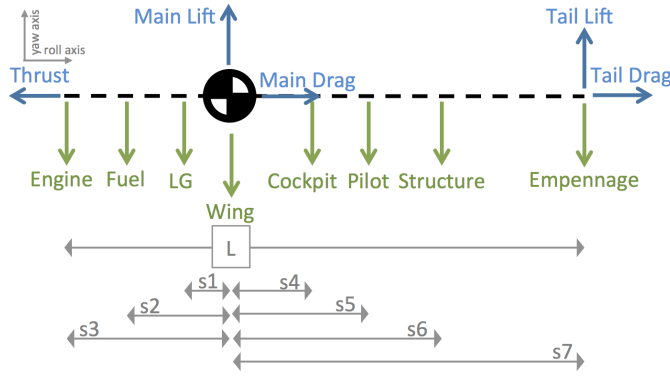 yaw axis
roll axis
Main Lift
Tail Lift
Thrust
Main Drag
Tail Drag
Engine
Fuel
LG
Cockpit
Pilot
Structure
Empennage
Wing
L
s1
s4
s2
s5
s3
s6
s7